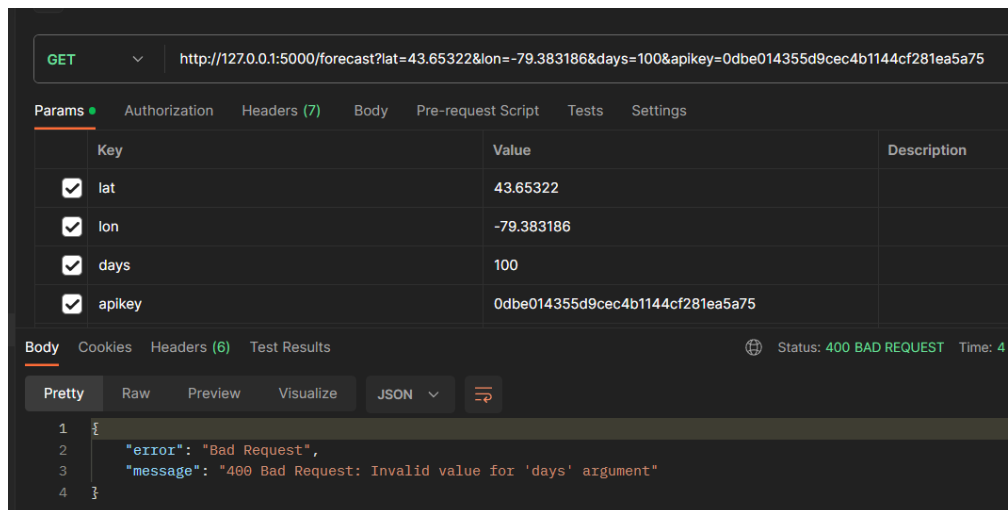 GET http://127.0.0.1:5000/forecast?lat=43.65322&lon=-79.383186&days=100&apikey=0dbe014355d9cec4b1144cf281ea5a75
Params Authorization Headers (7) Body Pre-request Script Tests Settings
Key Value Description
lat 43.65322
lon -79.383186
days 100
apikey 0dbe014355d9cec4b1144cf281ea5a75
Body Cookies Headers (6) Test Results Status: 400 BAD REQUEST Time: 4
Pretty Raw Preview Visualize JSON
1 {
2 "error": "Bad Request",
3 "message": "400 Bad Request: Invalid value for 'days' argument"
4 }